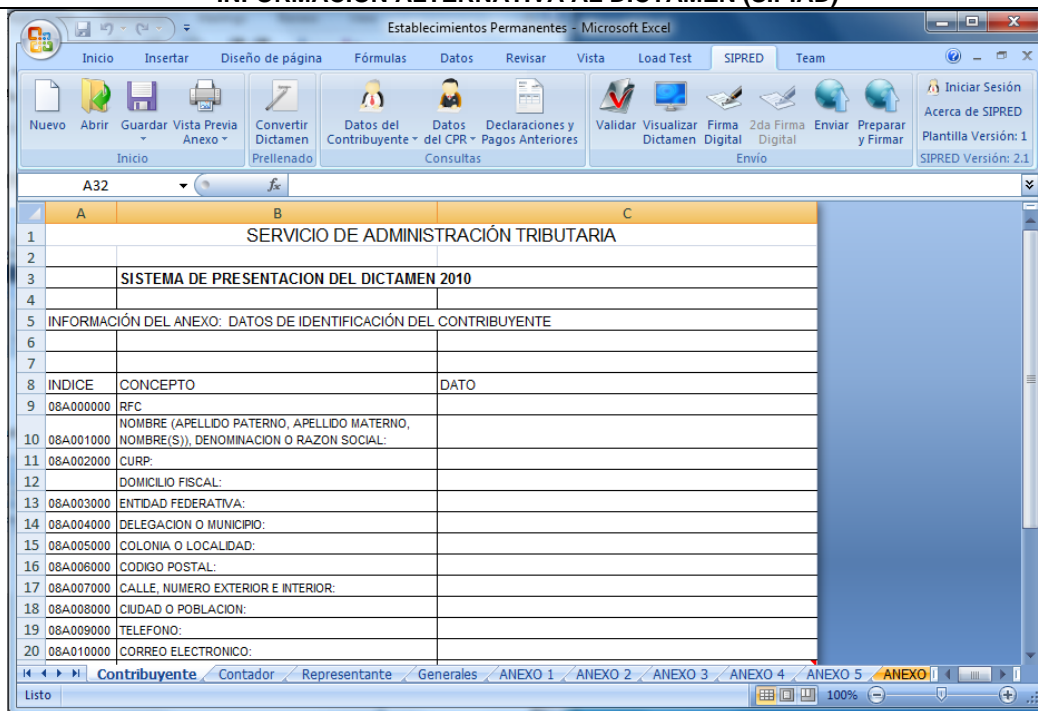 INFORMACIÓN ALTERNATIVA AL DICTAMEN (SIPIAD)
Establecimientos Permanentes - Microsoft Excel
Inicio Insertar Diseño de página Fórmulas Datos Revisar Vista Load Test SIPRED Team
Nuevo Abrir Guardar Vista Previa Anexo Convertir Dictamen Datos del Contribuyente Datos del CPR Declaraciones y Pagos Anteriores Validar Visualizar Dictamen Firma Digital 2da Firma Digital Enviar Preparar y Firmar
Iniciar Sesión
Acerca de SIPRED
Plantilla Versión: 1
Inicio Prellenado Consultas Envío SIPRED Versión: 2.1
A32 fx
A B C
1 SERVICIO DE ADMINISTRACIÓN TRIBUTARIA
2
3 SISTEMA DE PRESENTACION DEL DICTAMEN 2010
4
5 INFORMACIÓN DEL ANEXO: DATOS DE IDENTIFICACIÓN DEL CONTRIBUYENTE
6
7
8 INDICE CONCEPTO DATO
9 08A000000 RFC
NOMBRE (APELLIDO PATERNO, APELLIDO MATERNO,
10 08A001000 NOMBRE(S)), DENOMINACION O RAZON SOCIAL:
11 08A002000 CURP:
12 DOMICILIO FISCAL:
13 08A003000 ENTIDAD FEDERATIVA:
14 08A004000 DELEGACION O MUNICIPIO:
15 08A005000 COLONIA O LOCALIDAD:
16 08A006000 CODIGO POSTAL:
17 08A007000 CALLE, NUMERO EXTERIOR E INTERIOR:
18 08A008000 CIUDAD O POBLACION:
19 08A009000 TELEFONO:
20 08A010000 CORREO ELECTRONICO:
Contribuyente Contador Representante Generales ANEXO 1 ANEXO 2 ANEXO 3 ANEXO 4 ANEXO 5 ANEXO
Listo 100%